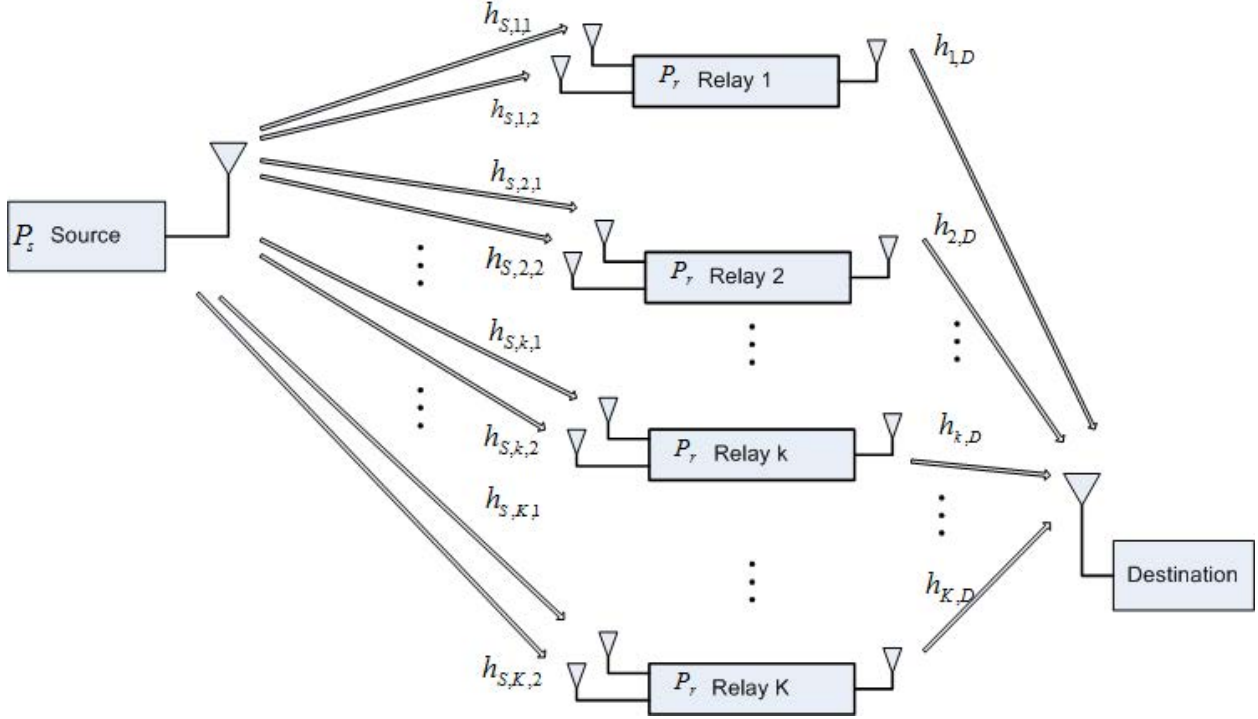 h_{S,1,1}
P_r Relay 1
h_{1,D}
h_{S,1,2}
h_{S,2,1}
P_s Source
h_{2,D}
h_{S,2,2}
P_r Relay 2
h_{S,k,1}
h_{S,k,2}
P_r Relay k
h_{k,D}
h_{S,K,1}
Destination
h_{K,D}
h_{S,K,2}
P_r Relay K